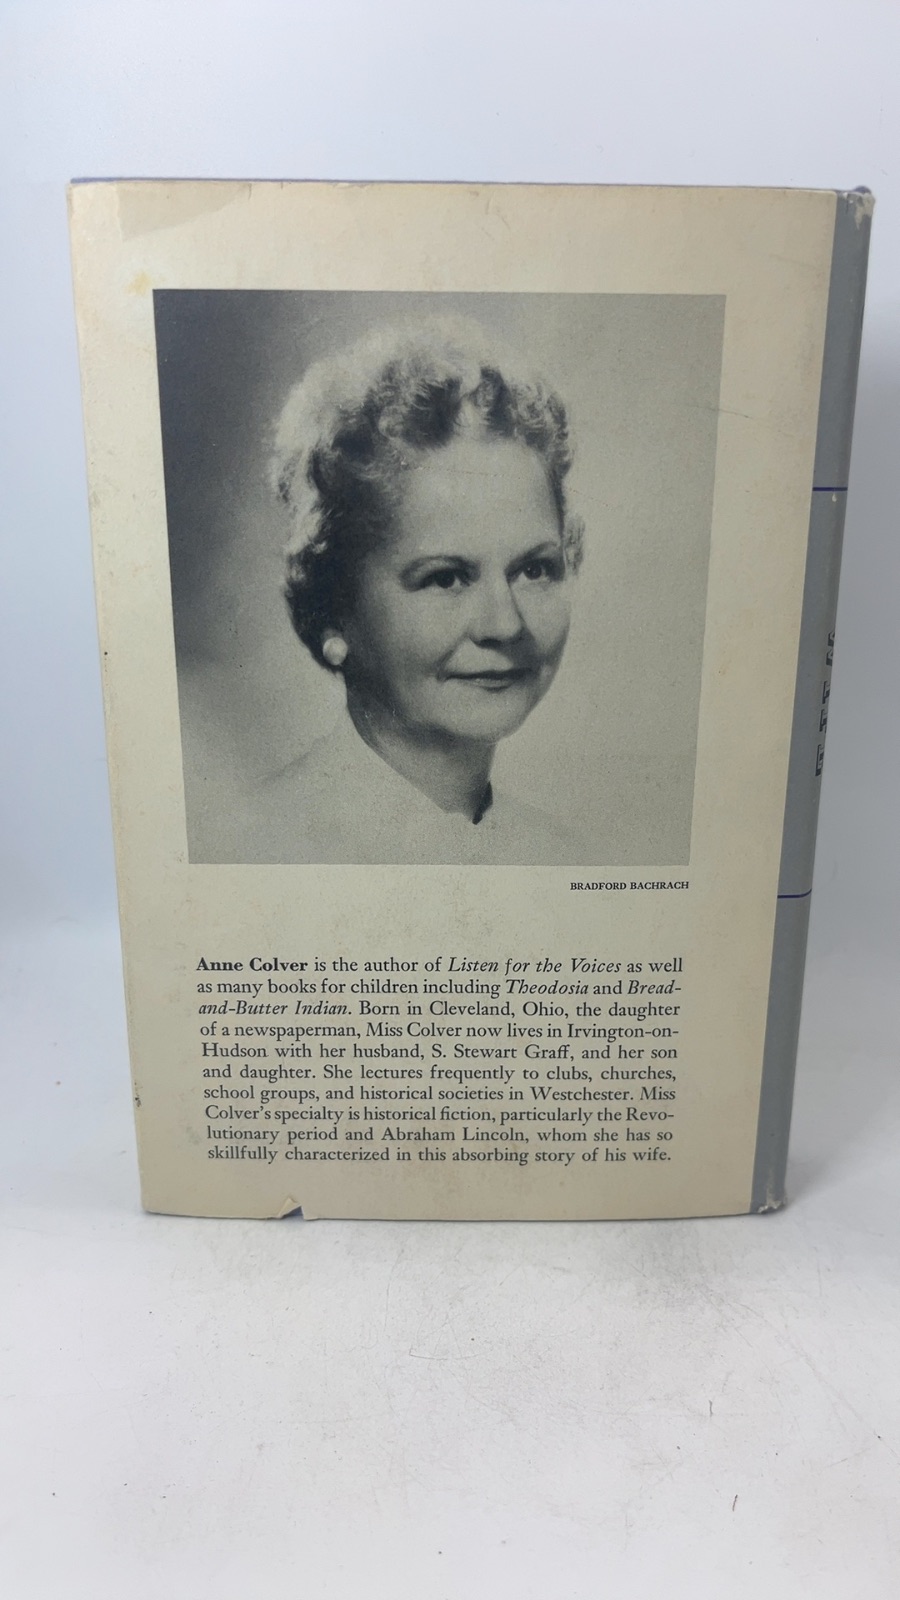 BRADFORD BACHRACH
Anne Colver is the author of Listen for the Voices as well
as many books for children including Theodosia and Bread-
and-Butter Indian. Born in Cleveland, Ohio, the daughter
of a newspaperman, Miss Colver now lives in Irvington-on-
Hudson with her husband, S. Stewart Graff, and her son
and daughter. She lectures frequently to clubs, churches,
school groups, and historical societies in Westchester. Miss
Colver's specialty is historical fiction, particularly the Revo-
lutionary period and Abraham Lincoln, whom she has so
skillfully characterized in this absorbing story of his wife.